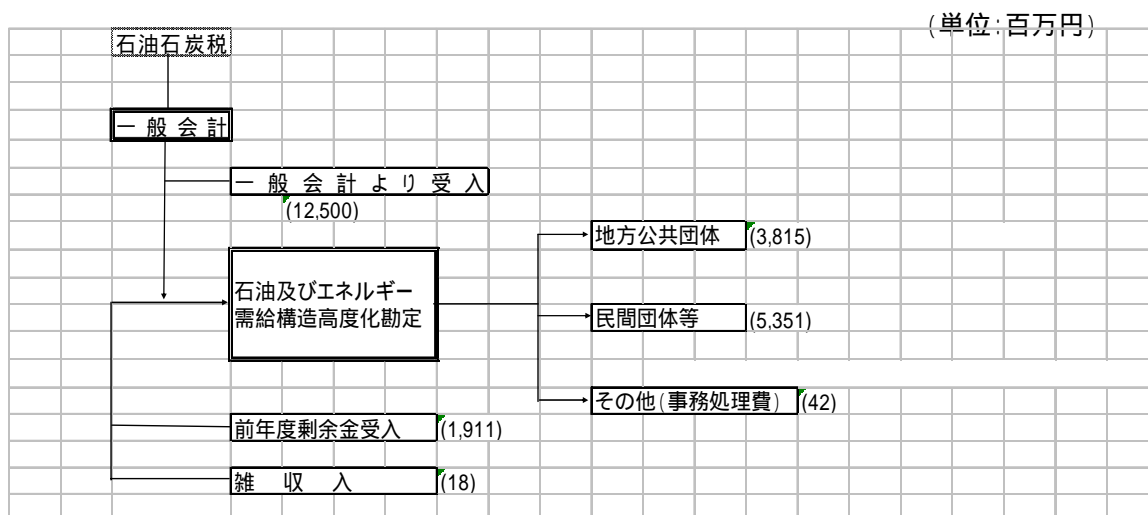 (単位:百万円)
石油石炭税
一般会計
一般会計より受入
(12,500)
地方公共団体 (3,815)
石油及びエネルギー
需給構造高度化勘定
民間団体等 (5,351)
その他(事務処理費) (42)
前年度剰余金受入 (1,911)
雑収入 (18)